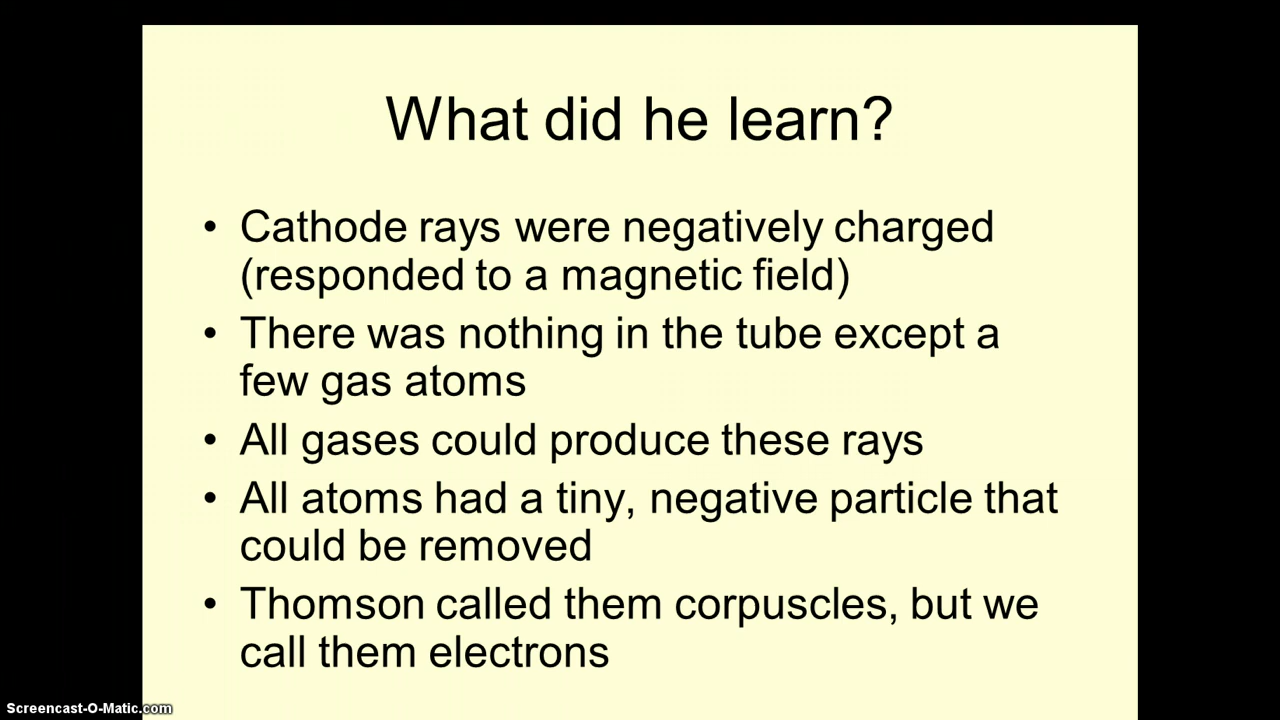 What did he learn?
• Cathode rays were negatively charged
(responded to a magnetic field)
• There was nothing in the tube except a
few gas atoms
• All gases could produce these rays
• All atoms had a tiny, negative particle that
could be removed
• Thomson called them corpuscles, but we
call them electrons
Screencast-O-Matic.com